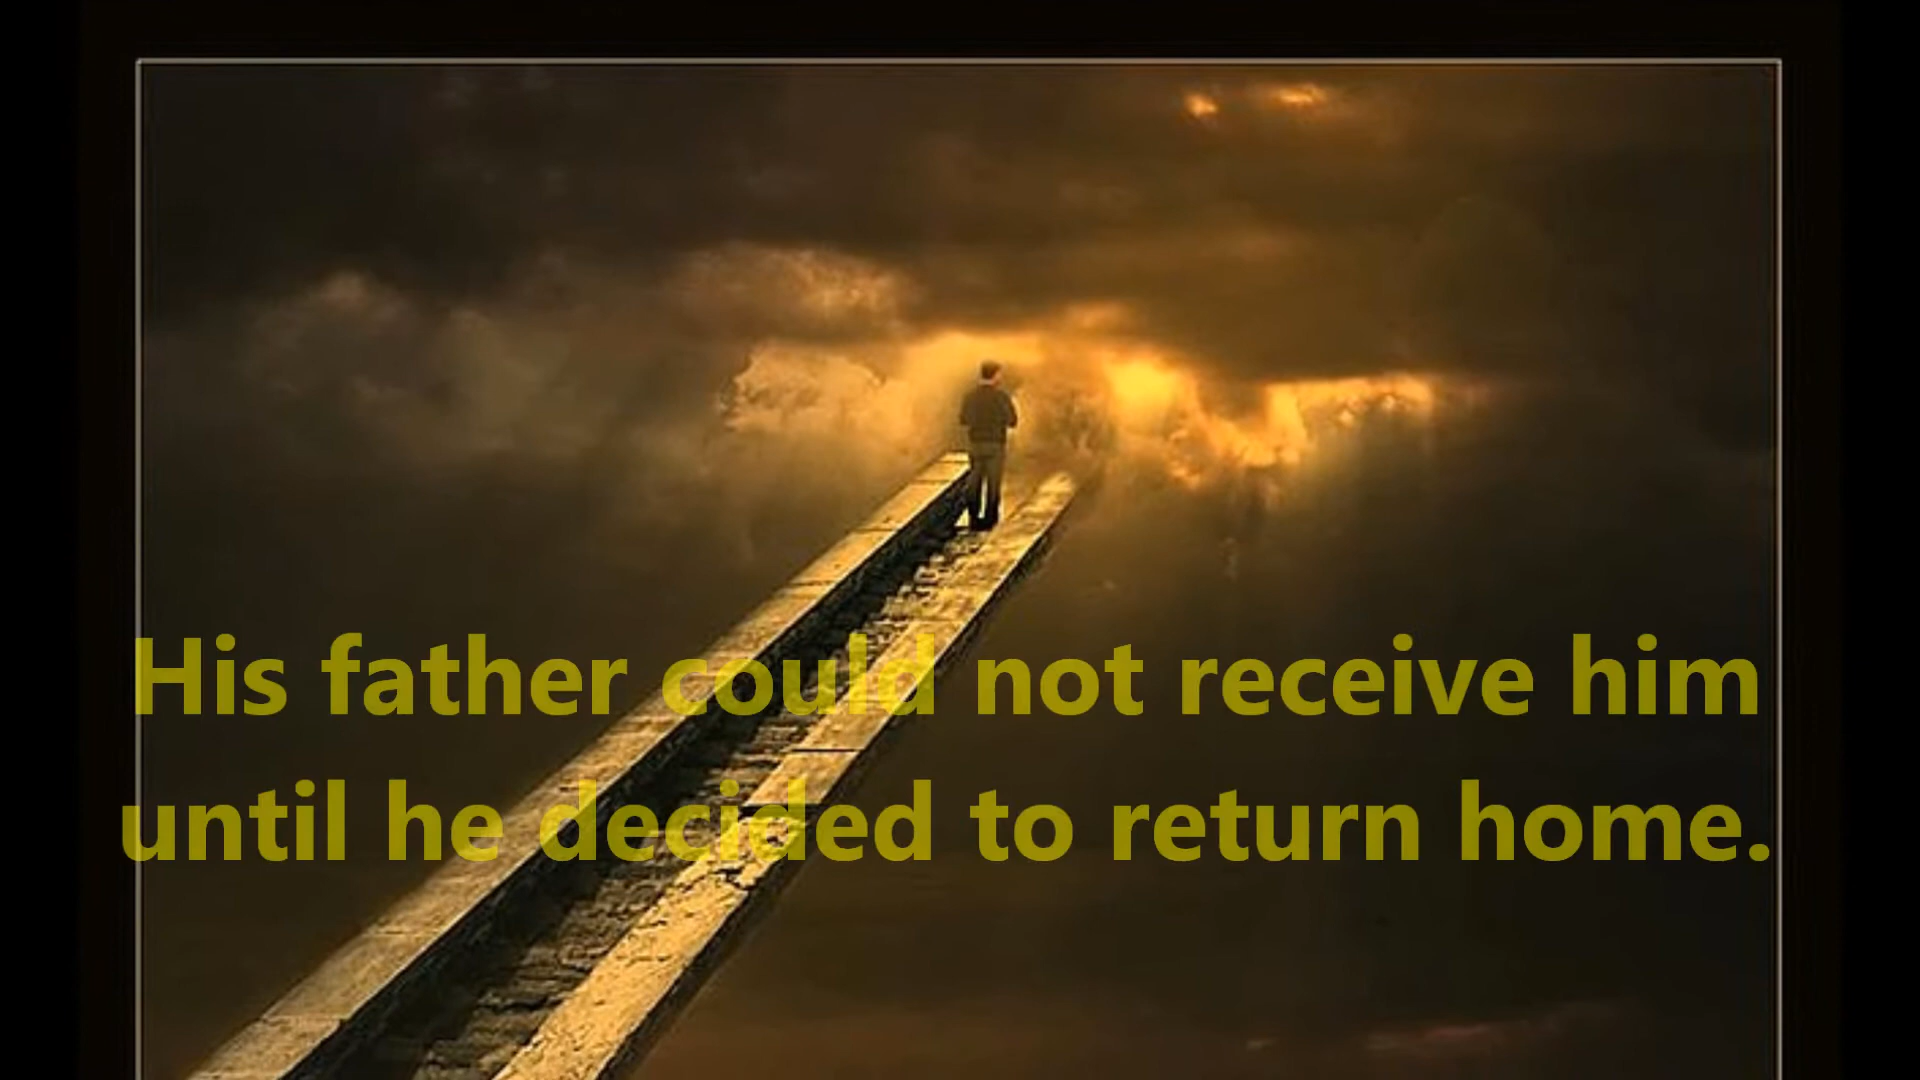 His father could not receive him
until he decided to return home.